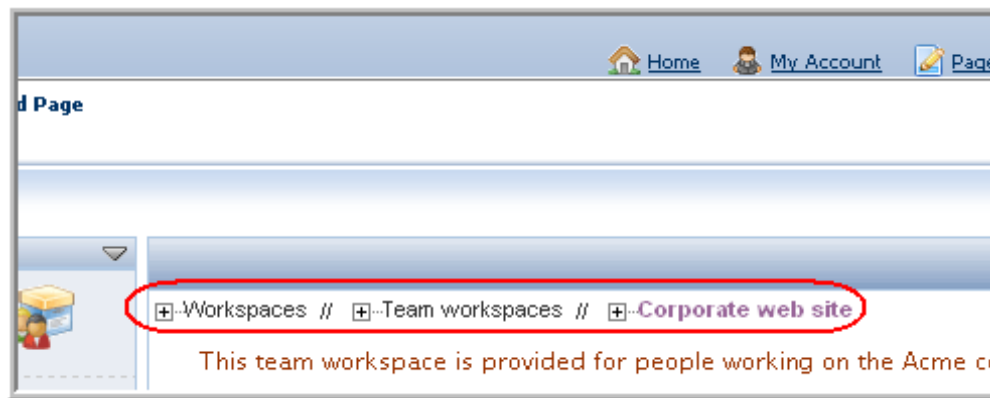 Home My Account Page
d Page
Workspaces // Team workspaces // Corporate web site
This team workspace is provided for people working on the Acme c